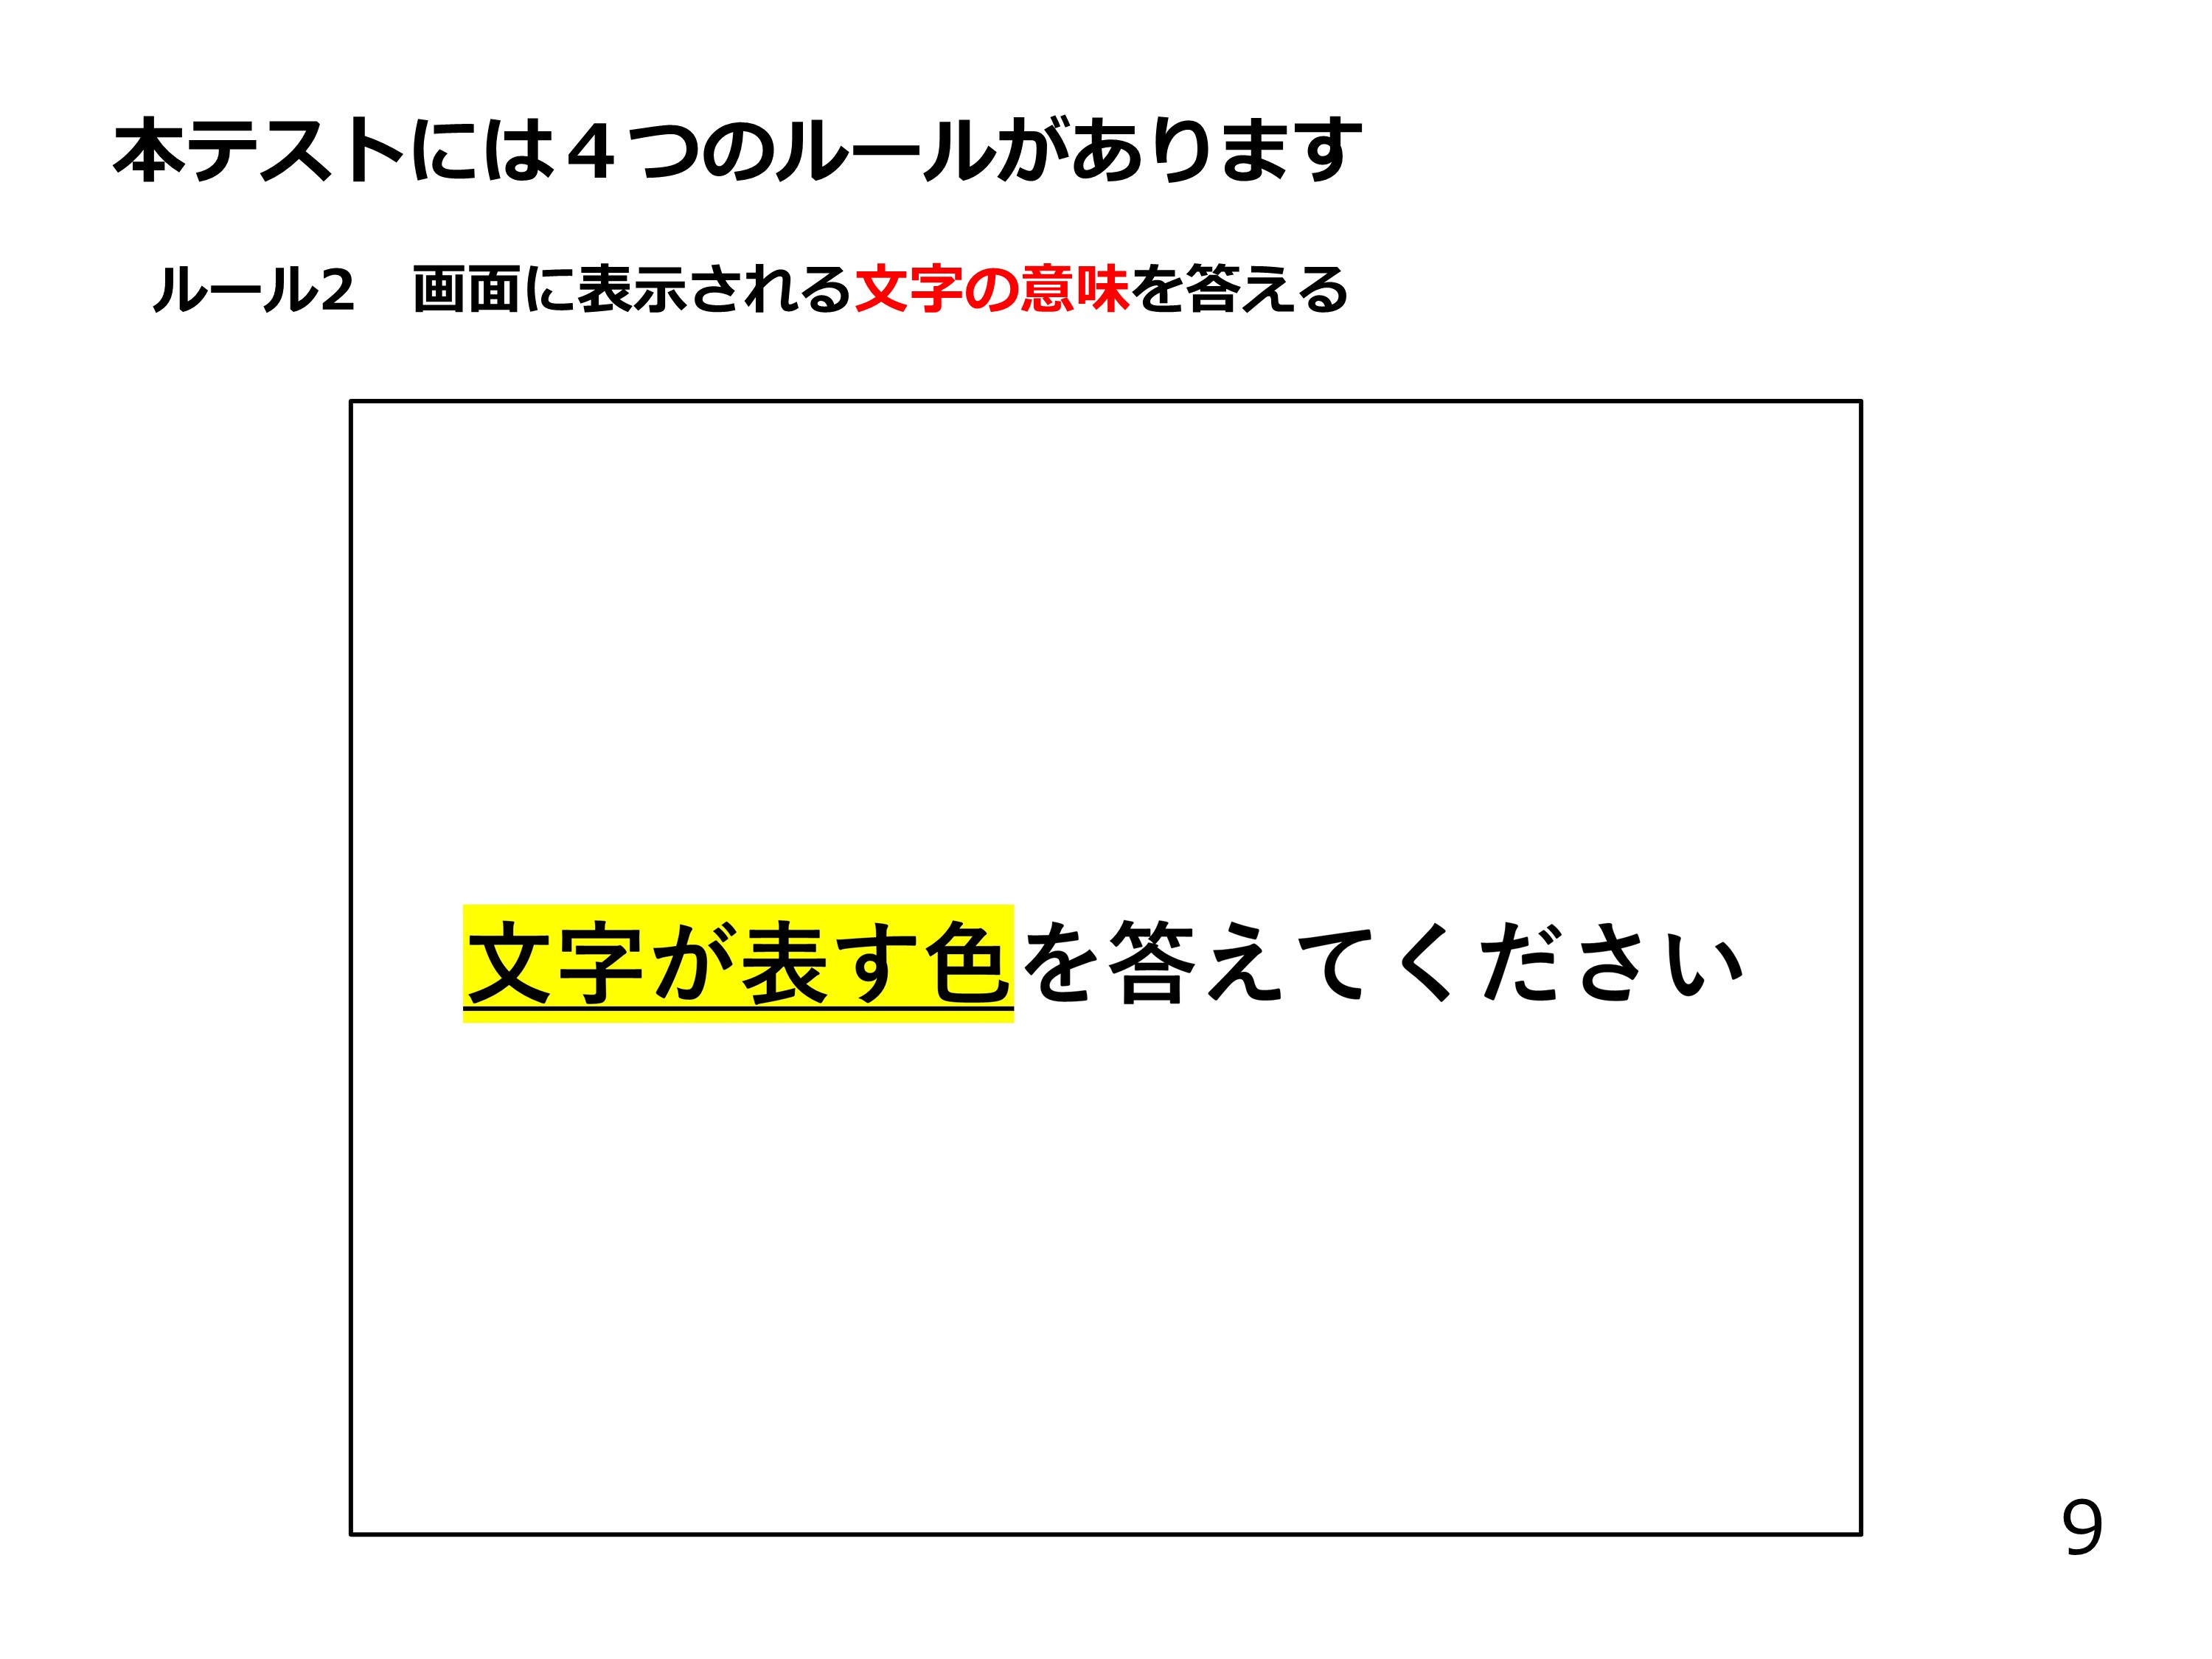 本テストには４つのルールがあります
ルール2　画面に表示される文字の意味を答える
文字が表す色を答えてください
9